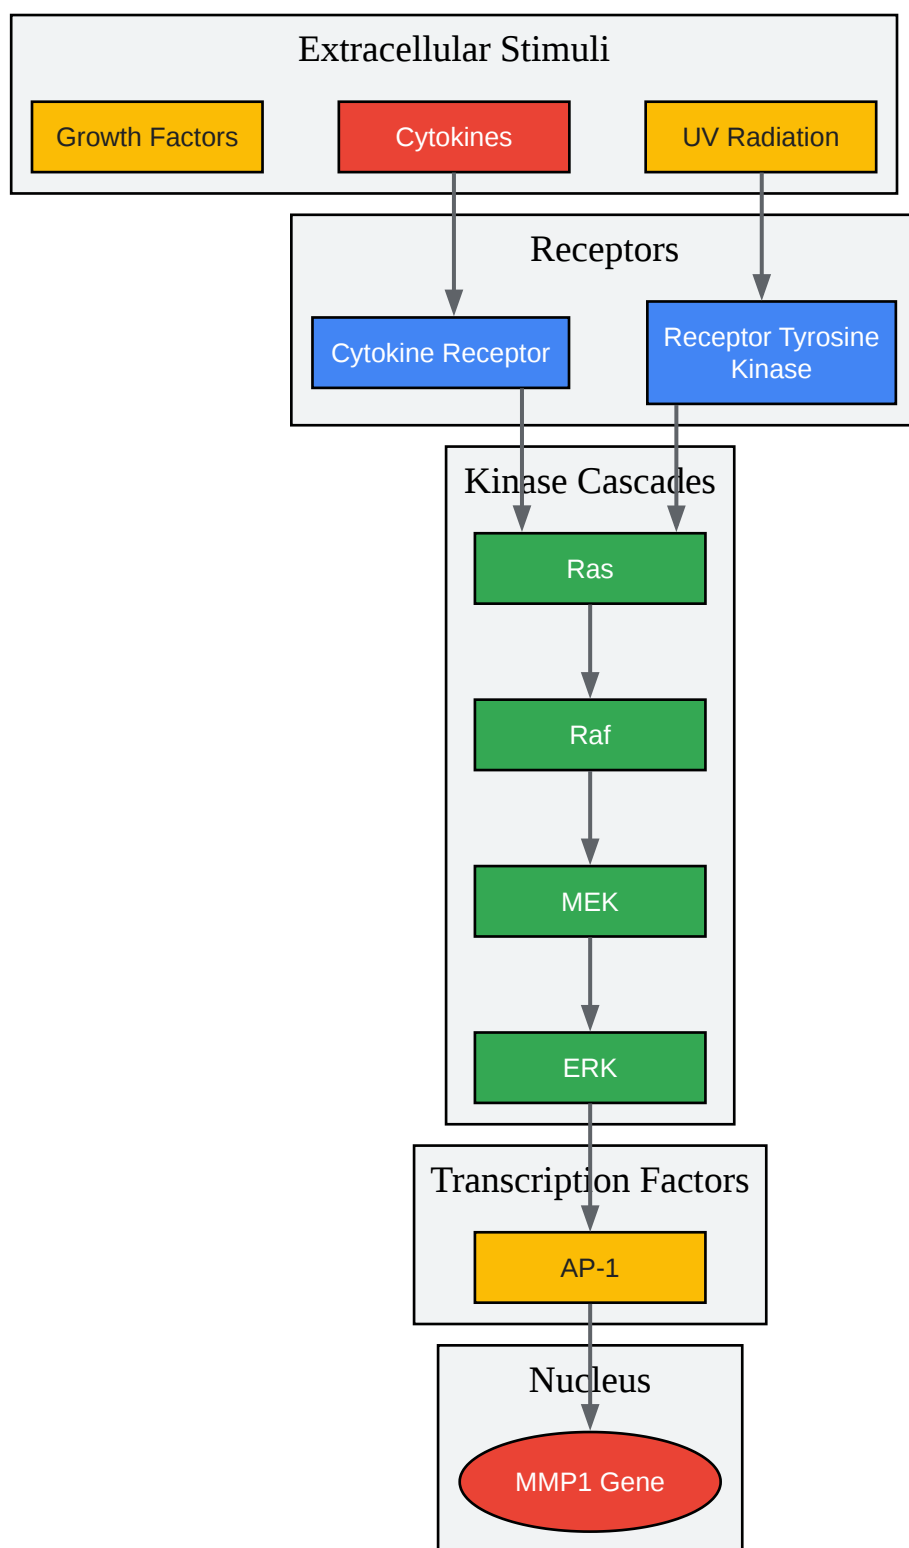 Extracellular Stimuli
Growth Factors
Cytokines
UV Radiation
Receptors
Cytokine Receptor
Receptor Tyrosine
Kinase
Kinase Cascades
Ras
Raf
MEK
ERK
Transcription Factors
AP-1
Nucleus
MMP1 Gene